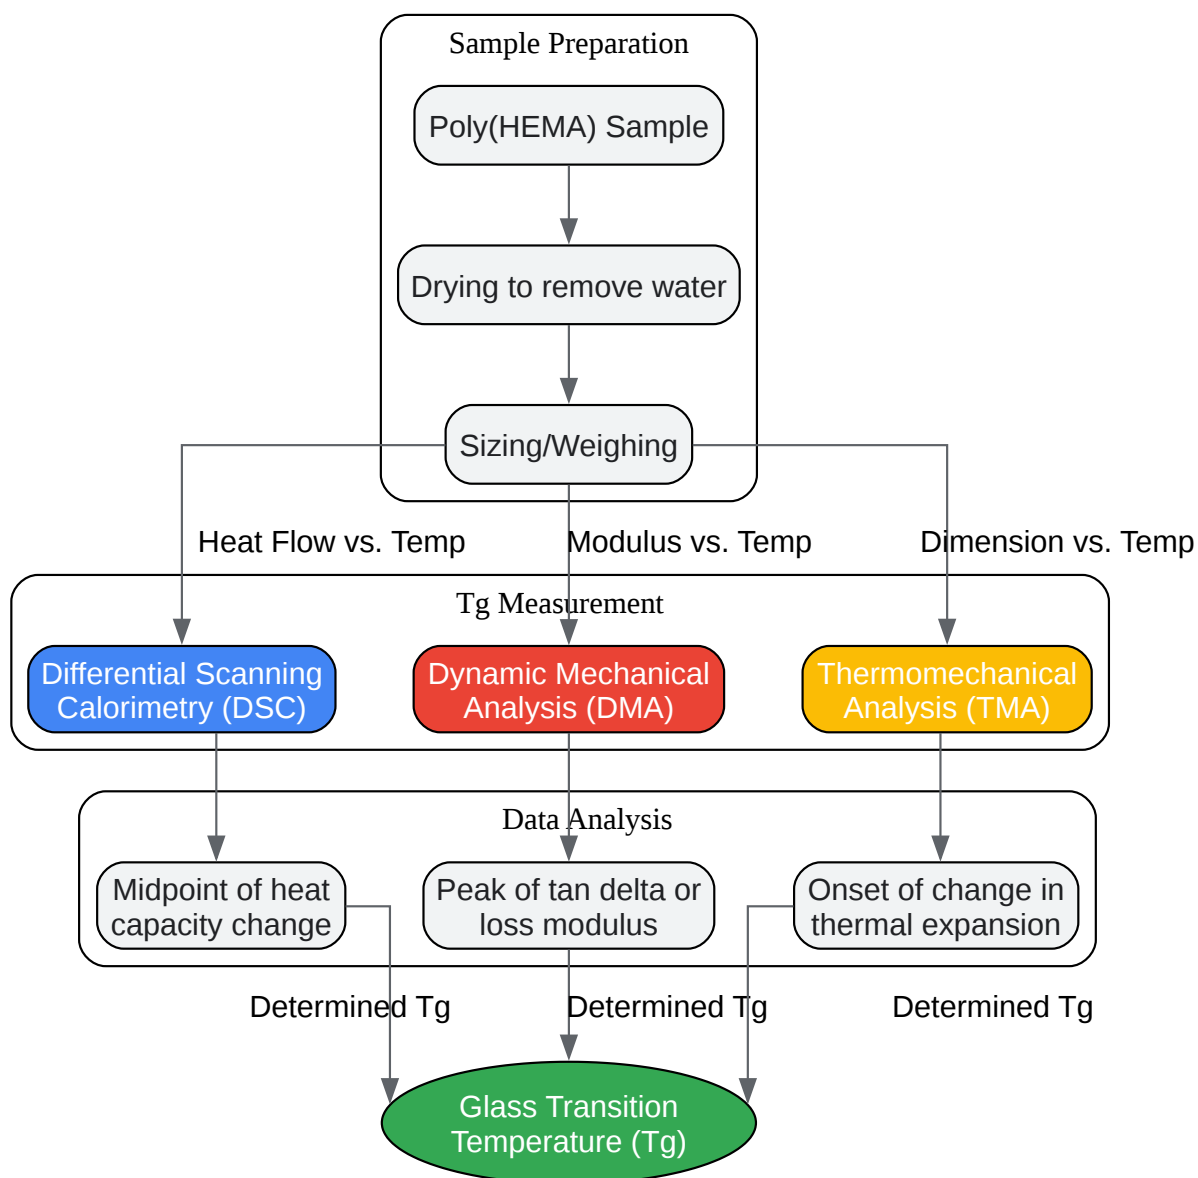 Sample Preparation
Poly(HEMA) Sample
Drying to remove water
Sizing/Weighing
Heat Flow vs. Temp
Modulus vs. Temp
Dimension vs. Temp
Tg Measurement
Differential Scanning
Calorimetry (DSC)
Dynamic Mechanical
Analysis (DMA)
Thermomechanical
Analysis (TMA)
Data Analysis
Midpoint of heat
capacity change
Peak of tan delta or
loss modulus
Onset of change in
thermal expansion
Determined Tg
Determined Tg
Determined Tg
Glass Transition
Temperature (Tg)